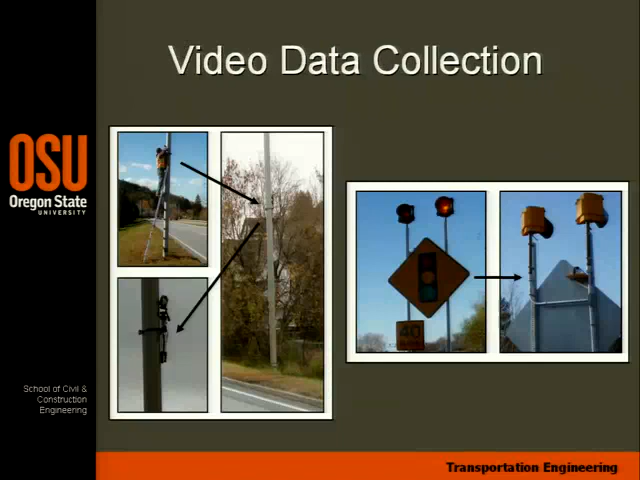 Video Data Collection
OSU
Oregon State
UNIVERSITY
40
School of Civil &
Construction
Engineering
Transportation Engineering